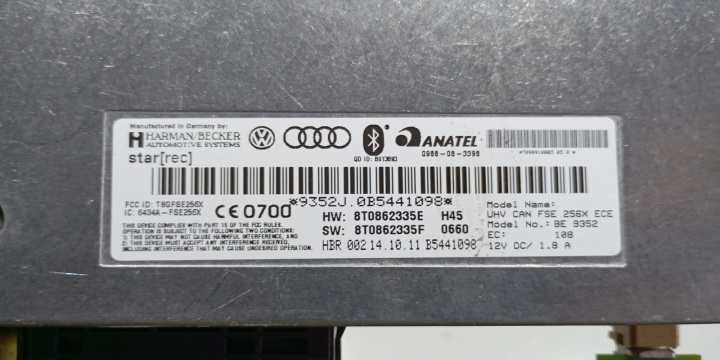 Manufactured in Germany by:
HARMAN/BECKER
AUTOMOTIVE SYSTEMS
star[rec]
QD ID: B013893
ANATEL
0988-08-3398
*9352J.0B5441098*
FCC ID: T8GFSE256X
IC: 6434A-FSE256X
CE 0700
HW: 8T0862335E H45
SW: 8T0862335F 0660
HBR 002 14.10.11 B5441098
THIS DEVICE COMPLIES WITH PART 15 OF THE FCC RULES.
OPERATION IS SUBJECT TO THE FOLLOWING TWO CONDITIONS:
1) THIS DEVICE MAY NOT CAUSE HARMFUL INTERFERENCE, AND
2) THIS DEVICE MUST ACCEPT ANY INTERFERENCE RECEIVED,
INCLUDING INTERFERENCE THAT MAY CAUSE UNDESIRED OPERATION.
Model Name:
UHV CAN FSE 256X ECE
Model No.: BE 9352
EC: 108
12V DC/ 1.8 A